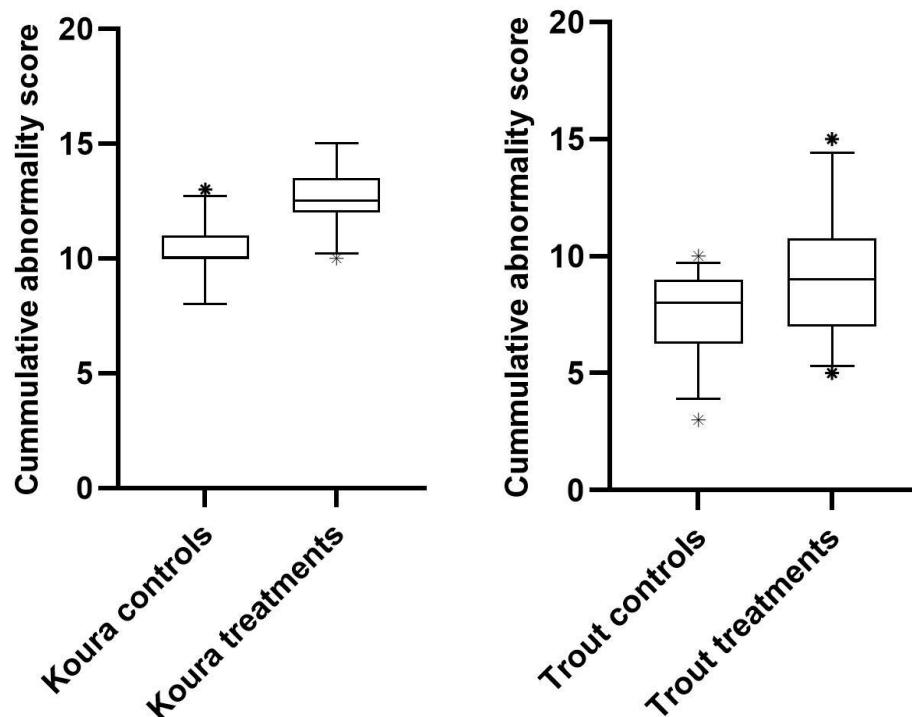 Cummulative abnormality score
20
15
10
5
0
Koura controls
Koura treatments
Cummulative abnormality score
20
15
10
5
0
Trout controls
Trout treatments